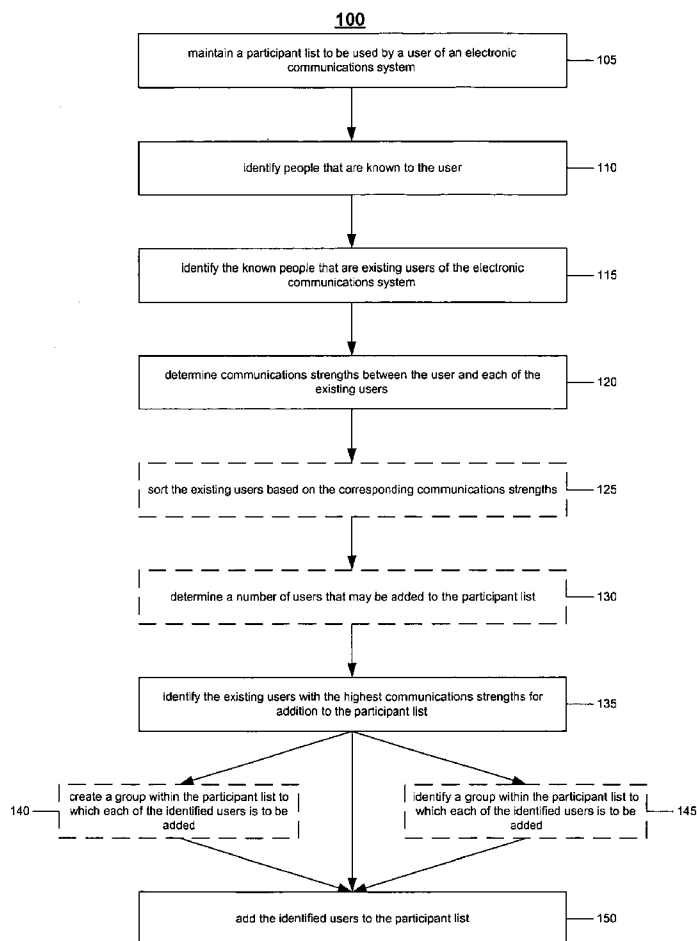 100
maintain a participant list to be used by a user of an electronic
communications system
105
identify people that are known to the user
110
identify the known people that are existing users of the electronic
communications system
115
determine communications strengths between the user and each of the
existing users
120
sort the existing users based on the corresponding communications strengths
125
determine a number of users that may be added to the participant list
130
identify the existing users with the highest communications strengths for
addition to the participant list
135
140
create a group within the participant list to
which each of the identified users is to be
added
identify a group within the participant list to
which each of the identified users is to be
added
145
add the identified users to the participant list
150